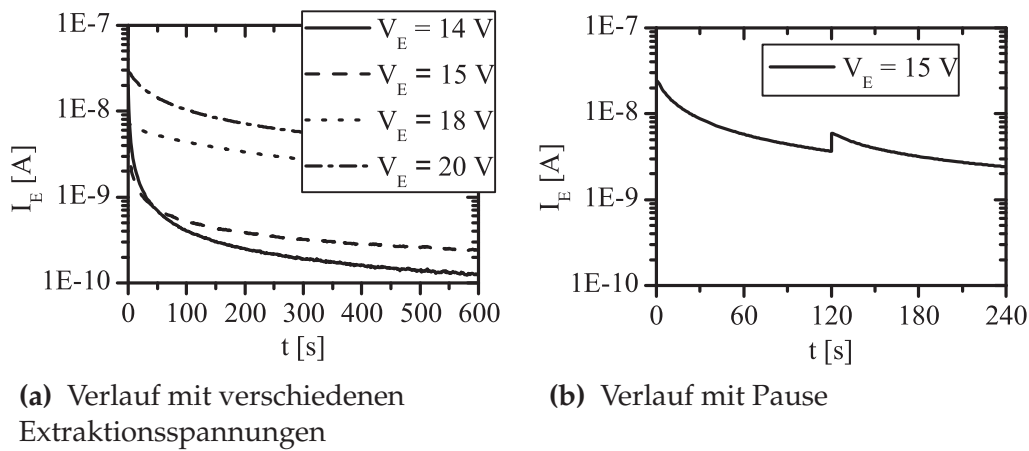 1E-7
1E-8
1E-9
1E-10
I_E [A]
0 100 200 300 400 500 600
t [s]
V_E = 14 V
V_E = 15 V
V_E = 18 V
V_E = 20 V
(a) Verlauf mit verschiedenen
Extraktionsspannungen
1E-7
1E-8
1E-9
1E-10
I_E [A]
0 60 120 180 240
t [s]
V_E = 15 V
(b) Verlauf mit Pause